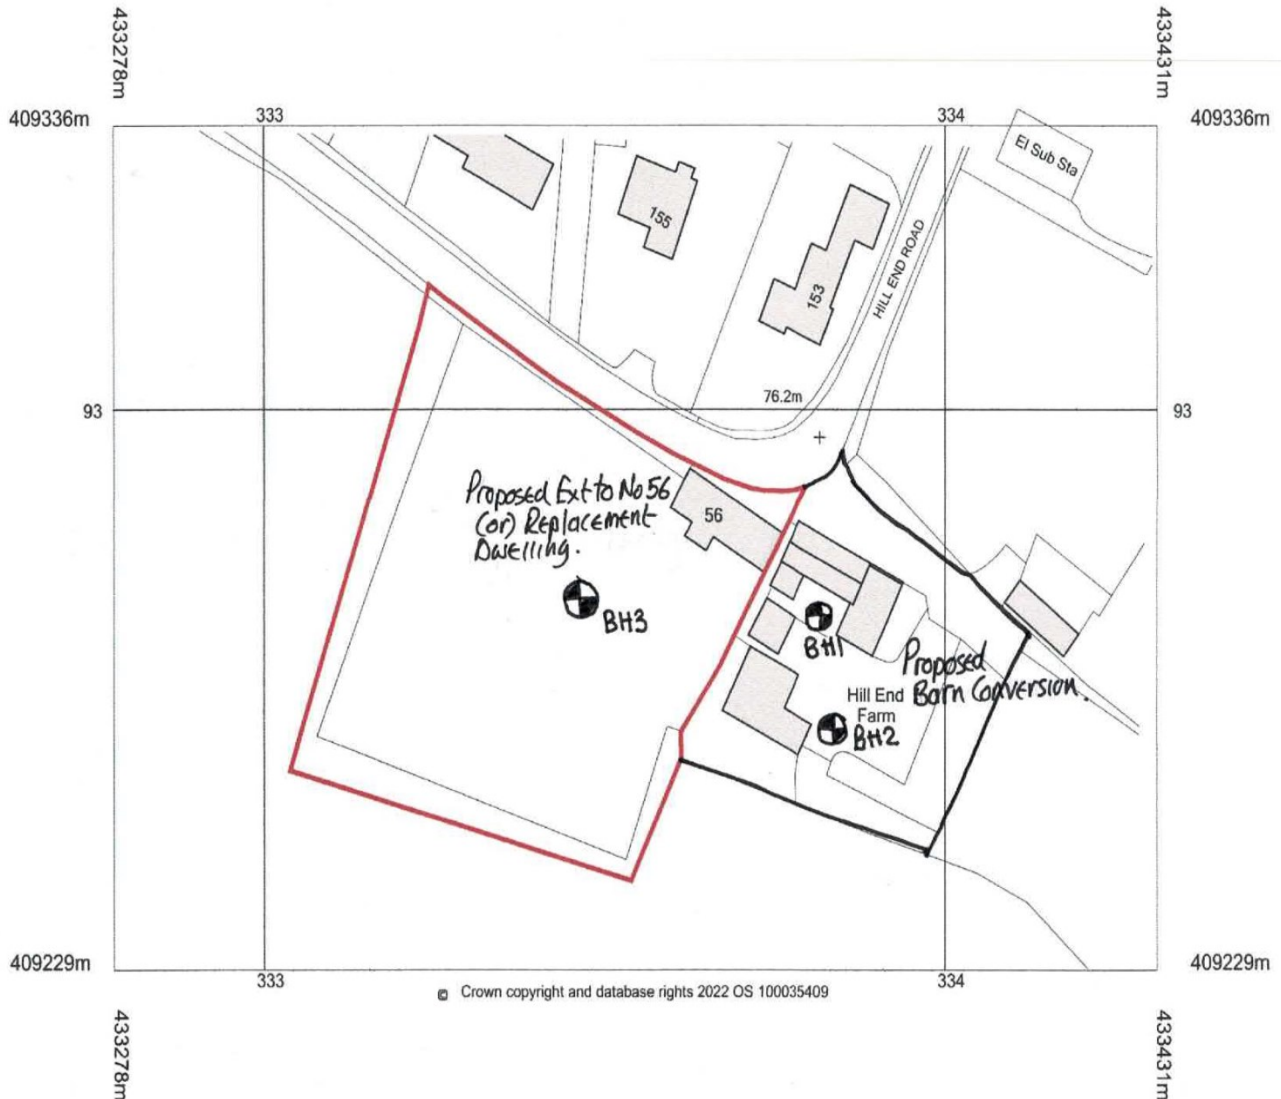 433278m
433431m
409336m
333
334
409336m
El Sub Sta
155
153
HILL END ROAD
76.2m
93
93
Proposed Ext to No 56
(or) Replacement
Dwelling.
56
BH3
BH1
Proposed
Barn Conversion.
Hill End
Farm
BH2
409229m
333
334
409229m
© Crown copyright and database rights 2022 OS 100035409
433278m
433431m